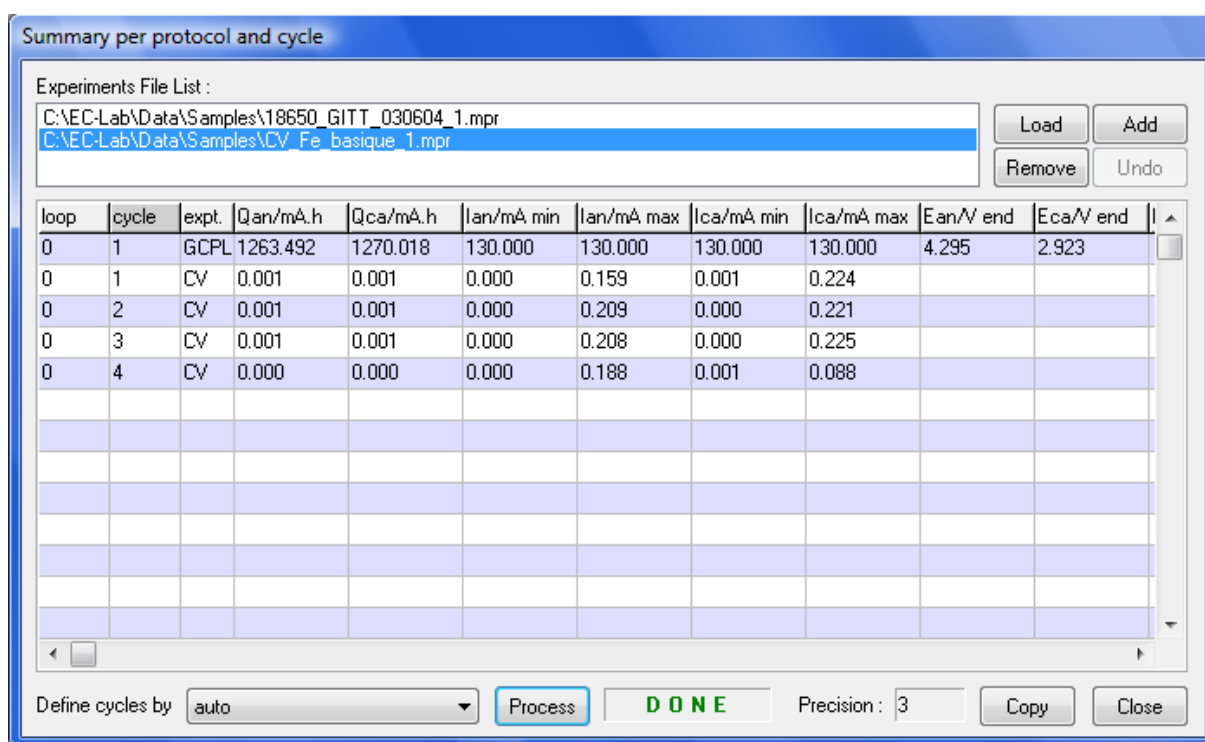 Summary per protocol and cycle
Experiments File List :
C:\EC-Lab\Data\Samples\18650_GITT_030604_1.mpr
C:\EC-Lab\Data\Samples\CV_Fe_basique_1.mpr
Load Add
Remove Undo
loop cycle expt. Qan/mA.h Qca/mA.h Ian/mA min Ian/mA max Ica/mA min Ica/mA max Ean/V end Eca/V end
0 1 GCPL 1263.492 1270.018 130.000 130.000 130.000 130.000 4.295 2.923
0 1 CV 0.001 0.001 0.000 0.159 0.001 0.224
0 2 CV 0.001 0.001 0.000 0.209 0.000 0.221
0 3 CV 0.001 0.001 0.000 0.208 0.000 0.225
0 4 CV 0.000 0.000 0.000 0.188 0.001 0.088
Define cycles by auto Process DONE Precision : 3 Copy Close